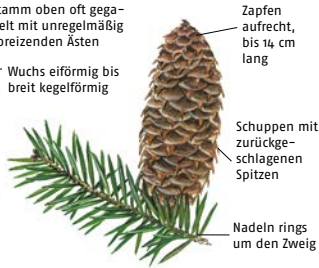 tamm oben oft gega-
elt mit unregelmäßig
preizenden Ästen
Wuchs eiförmig bis
breit kegelförmig
Zapfen
aufrecht,
bis 14 cm
lang
Schuppen mit
zurückge-
schlagenen
Spitzen
Nadeln rings
um den Zweig